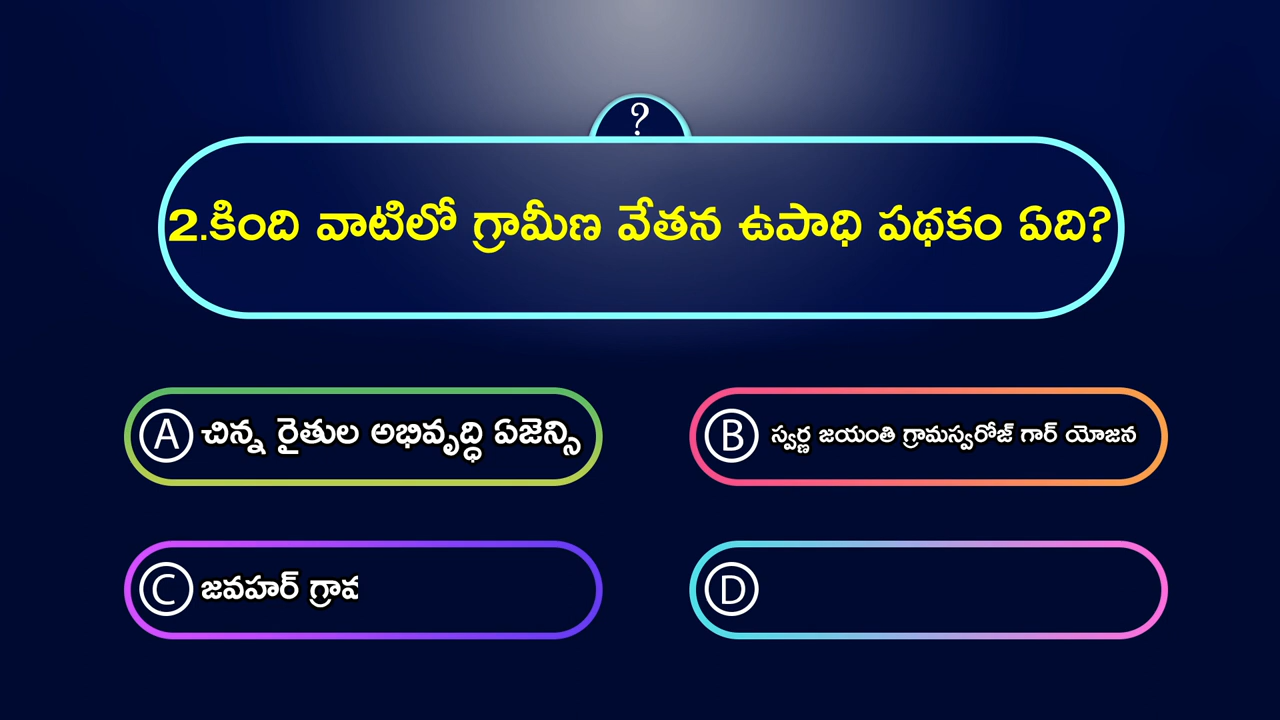 ?
2.కింది వాటిలో గ్రామీణ వేతన ఉపాధి పథకం ఏది?
A చిన్న రైతుల అభివృద్ధి ఏజెన్సి
B స్వర్ణ జయంతి గ్రామస్వరోజ్ గార్ యోజన
C జవహర్
D